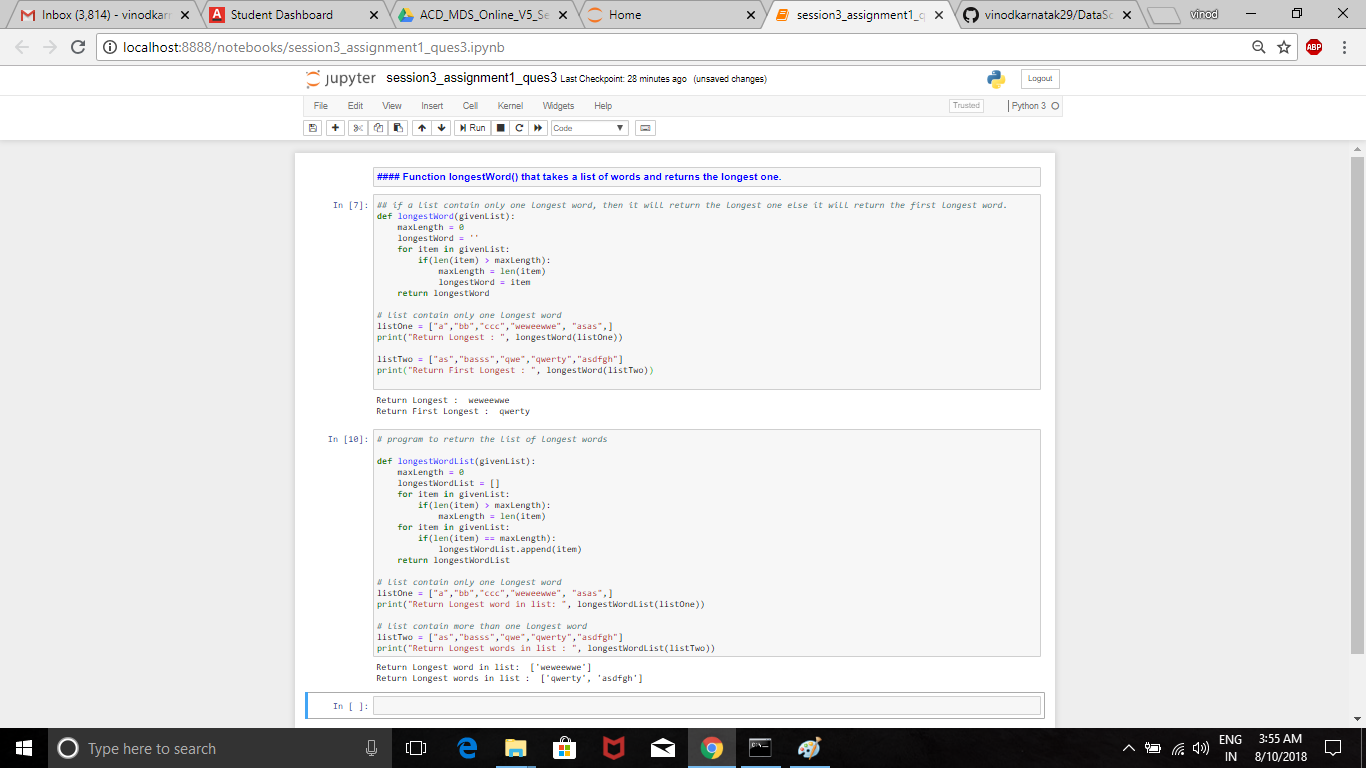 Inbox (3,814) - vinodkarn
Student Dashboard
ACD_MDS_Online_V5_Se
Home
session3_assignment1_q
vinodkarnatak29/DataSc
vinod
localhost:8888/notebooks/session3_assignment1_ques3.ipynb
ABP
jupyter session3_assignment1_ques3 Last Checkpoint: 28 minutes ago (unsaved changes)
Logout
File Edit View Insert Cell Kernel Widgets Help
Trusted
Python 3
Run
Code
#### Function longestWord() that takes a list of words and returns the longest one.
In [7]:
## if a list contain only one longest word, then it will return the longest one else it will return the first longest word.
def longestWord(givenList):
    maxLength = 0
    longestWord = ''
    for item in givenList:
        if(len(item) > maxLength):
            maxLength = len(item)
            longestWord = item
    return longestWord
# list contain only one longest word
listOne = ["a","bb","ccc","weweewwe", "asas",]
print("Return Longest : ", longestWord(listOne))
listTwo = ["as","basss","qwe","qwerty","asdfgh"]
print("Return First Longest : ", longestWord(listTwo))
Return Longest :  weweewwe
Return First Longest :  qwerty
In [10]:
# program to return the list of longest words
def longestWordList(givenList):
    maxLength = 0
    longestWordList = []
    for item in givenList:
        if(len(item) > maxLength):
            maxLength = len(item)
    for item in givenList:
        if(len(item) == maxLength):
            longestWordList.append(item)
    return longestWordList
# list contain only one longest word
listOne = ["a","bb","ccc","weweewwe", "asas",]
print("Return Longest word in list: ", longestWordList(listOne))
# list contain more than one longest word
listTwo = ["as","basss","qwe","qwerty","asdfgh"]
print("Return Longest words in list : ", longestWordList(listTwo))
Return Longest word in list:  ['weweewwe']
Return Longest words in list :  ['qwerty', 'asdfgh']
In [ ]:
Type here to search
ENG
IN
3:55 AM
8/10/2018